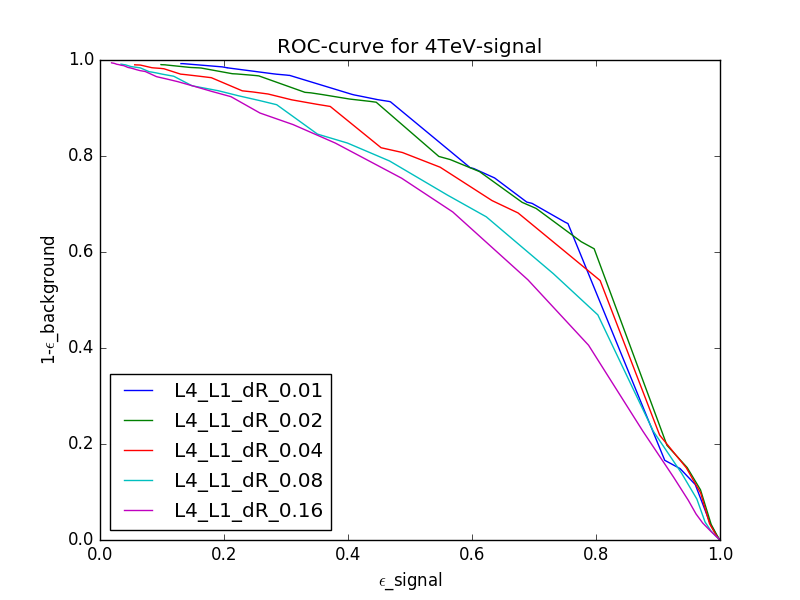 ROC-curve for 4TeV-signal
1.0
0.8
0.6
0.4
0.2
0.0
1-ϵ_background
L4_L1_dR_0.01
L4_L1_dR_0.02
L4_L1_dR_0.04
L4_L1_dR_0.08
L4_L1_dR_0.16
0.0 0.2 0.4 0.6 0.8 1.0
ϵ_signal